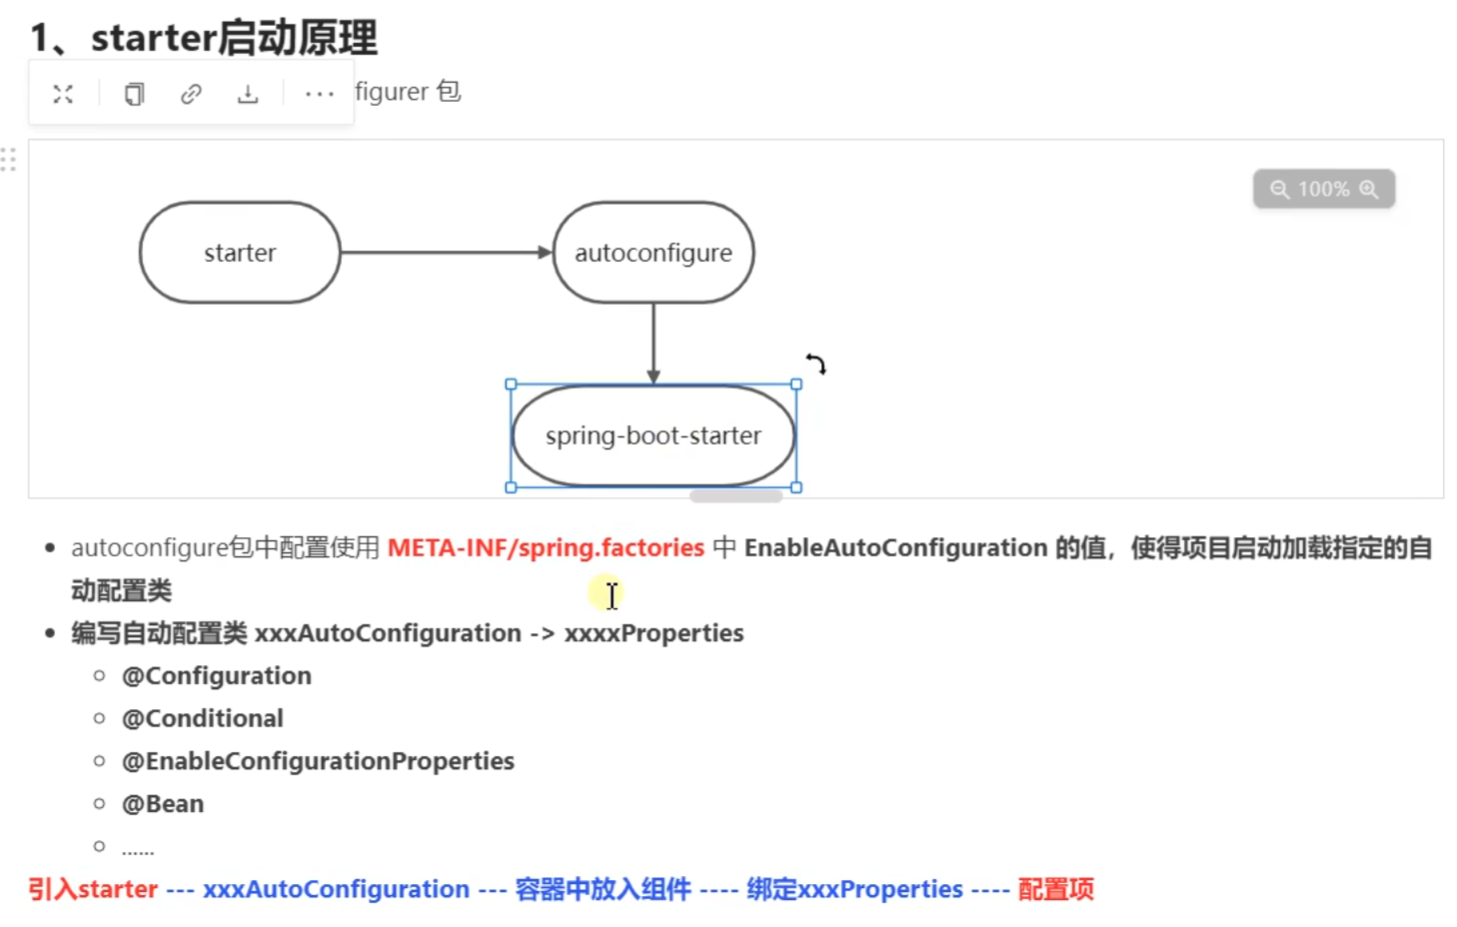 1、starter启动原理
figurer 包
100%
starter
autoconfigure
spring-boot-starter
autoconfigure包中配置使用 META-INF/spring.factories 中 EnableAutoConfiguration 的值，使得项目启动加载指定的自
动配置类
编写自动配置类 xxxAutoConfiguration -> xxxxProperties
@Configuration
@Conditional
@EnableConfigurationProperties
@Bean
......
引入starter --- xxxAutoConfiguration --- 容器中放入组件 ---- 绑定xxxProperties ---- 配置项